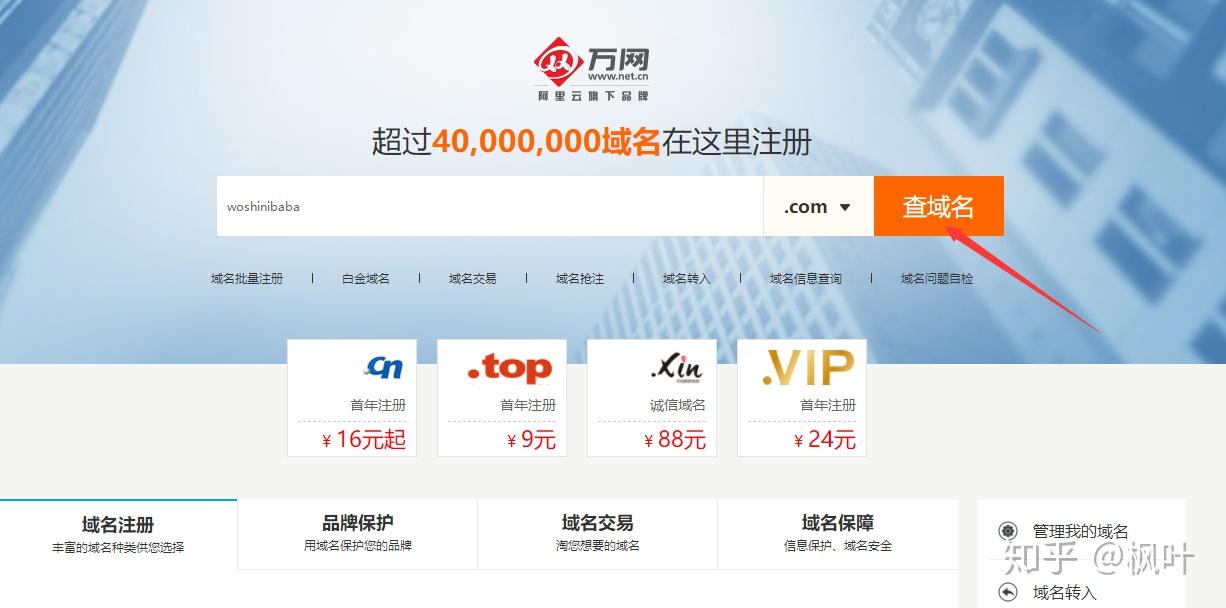 万网
www.net.cn
阿里云旗下品牌
超过40,000,000域名在这里注册
woshinibaba
.com
查域名
域名批量注册 | 白金域名 | 域名交易 | 域名抢注 | 域名转入 | 域名信息查询 | 域名问题自检
.cn
首年注册
¥ 16元起
.top
首年注册
¥ 9元
.Xin
诚信域名
¥ 88元
.VIP
首年注册
¥ 24元
域名注册
丰富的域名种类供您选择
品牌保护
用域名保护您的品牌
域名交易
淘您想要的域名
域名保障
信息保护、域名安全
管理我的域名
域名转入
知乎 @枫叶